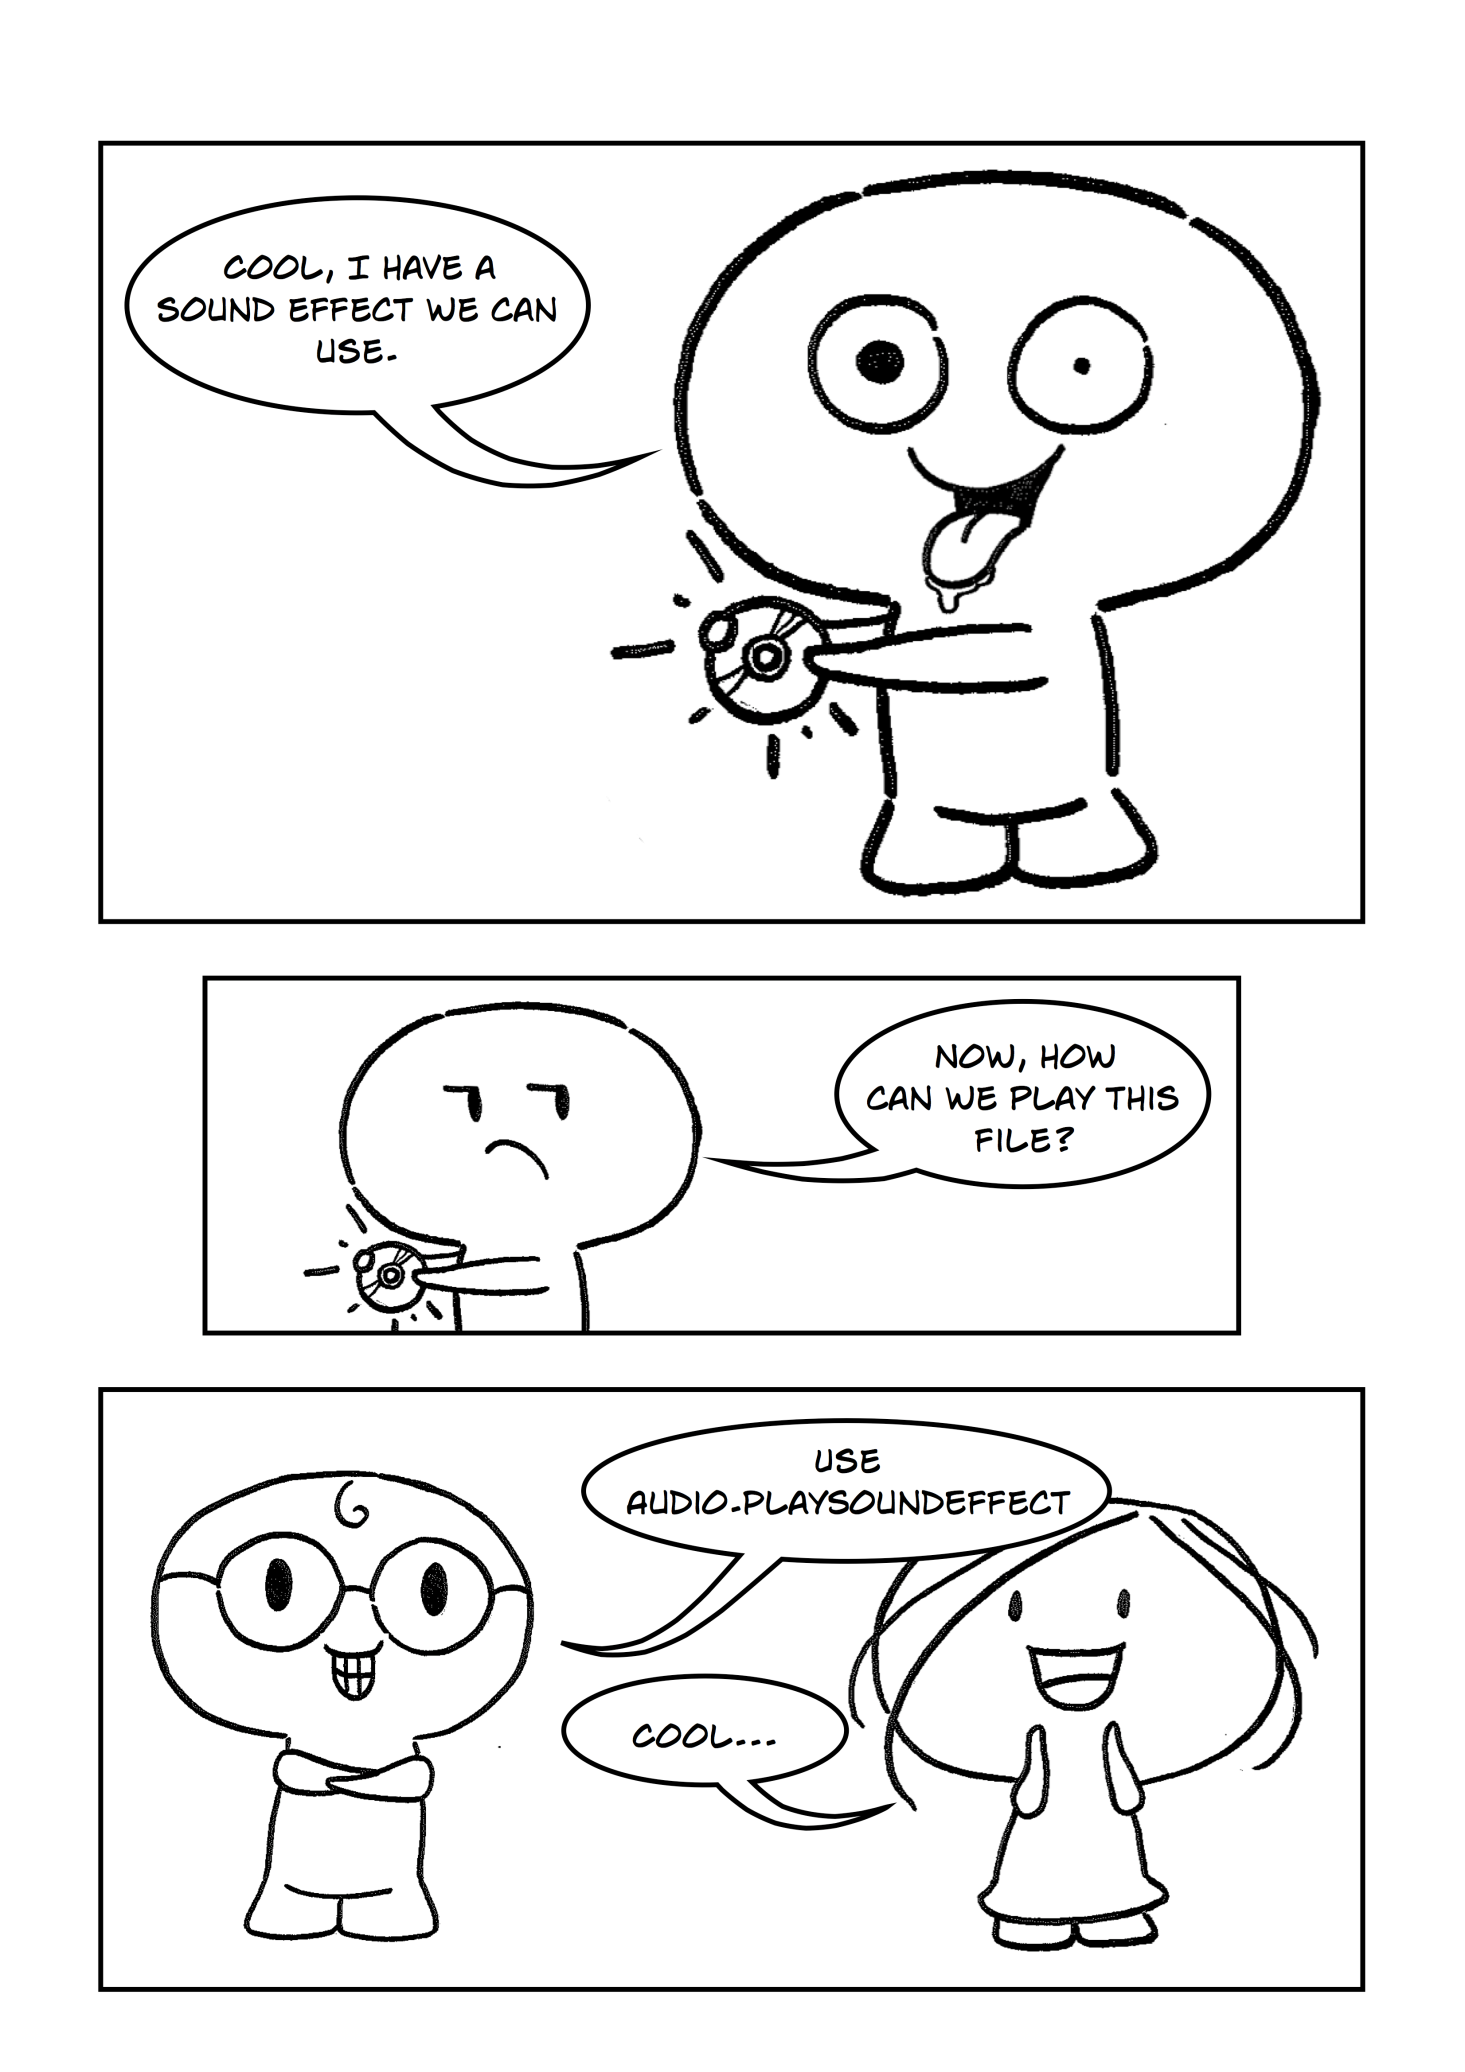 COOL, I HAVE A
SOUND EFFECT WE CAN
USE.
NOW, HOW
CAN WE PLAY THIS
FILE?
USE
AUDIO.PLAYSOUNDEFFECT
COOL...